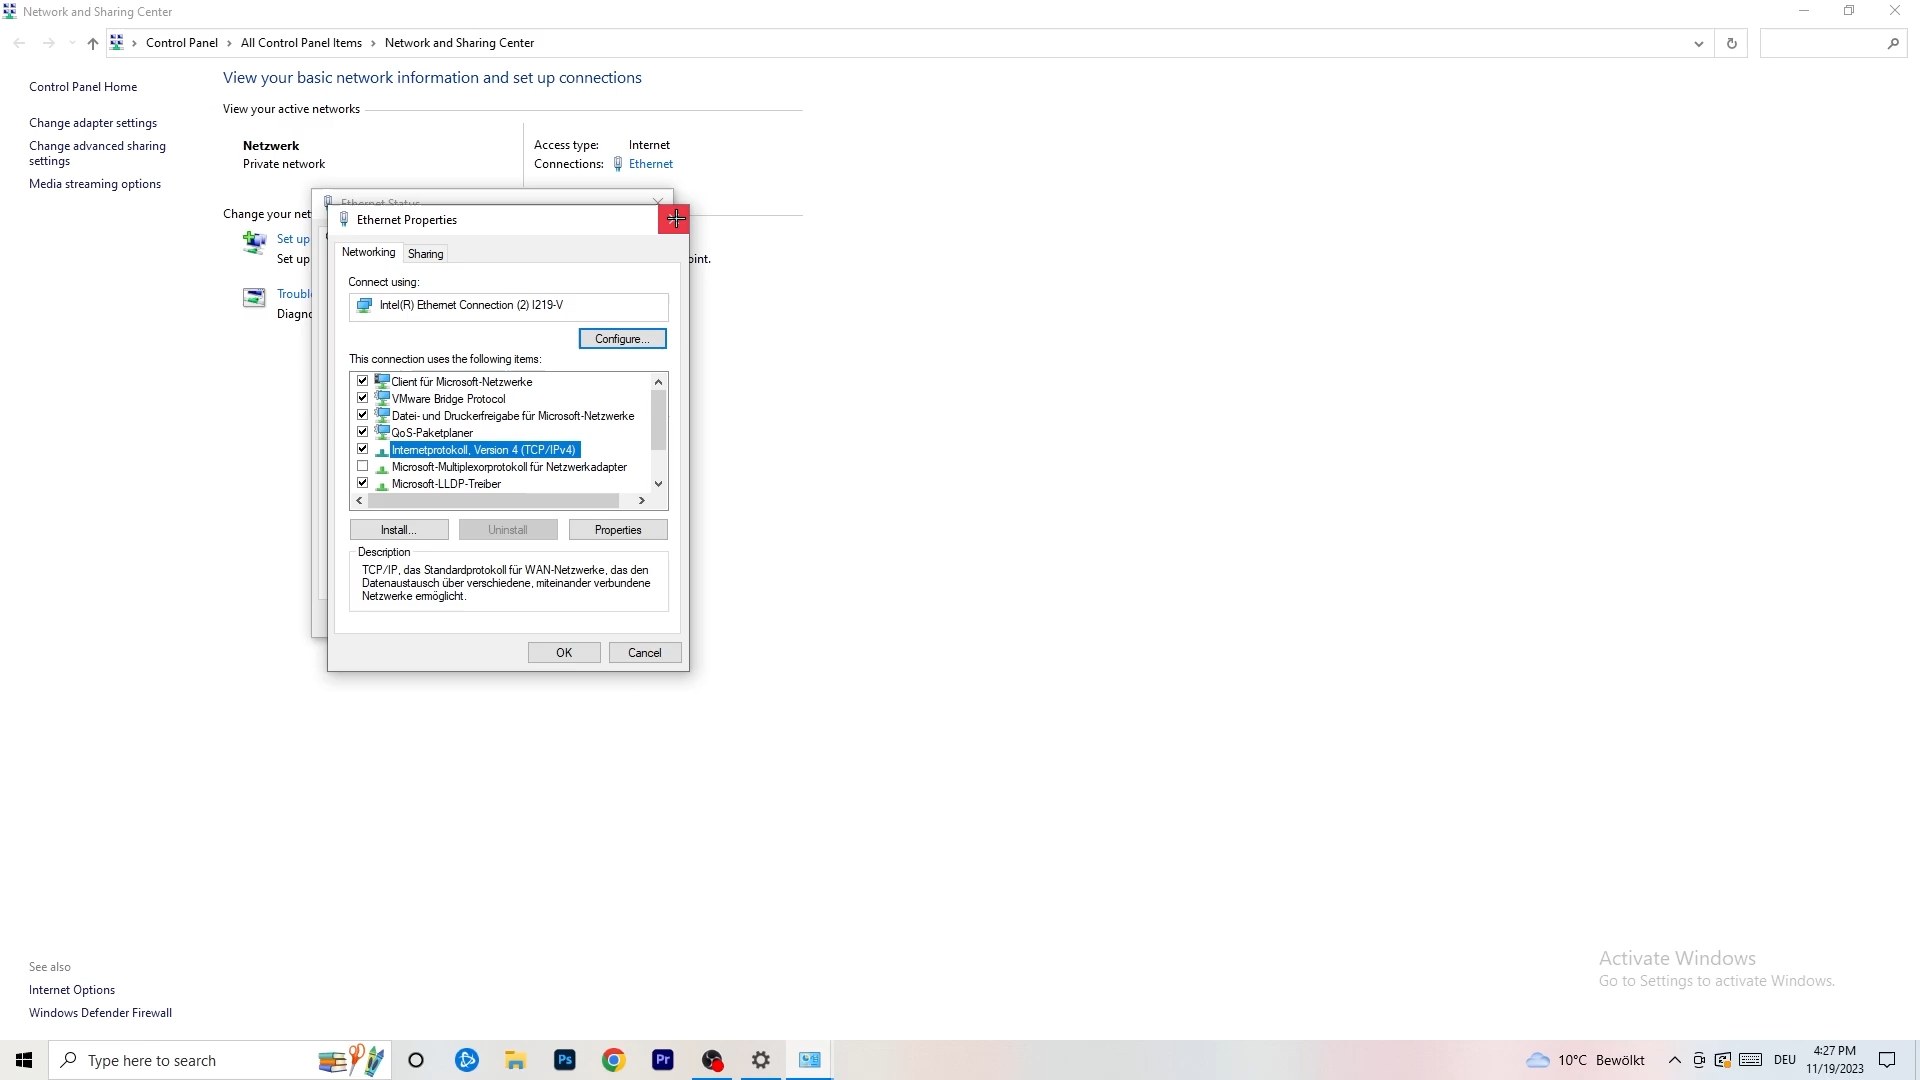 Network and Sharing Center
Control Panel › All Control Panel Items › Network and Sharing Center
Control Panel Home
Change adapter settings
Change advanced sharing
settings
Media streaming options
View your basic network information and set up connections
View your active networks
Netzwerk
Private network
Access type: Internet
Connections: Ethernet
Change your net
Set up
Set up
oint.
Troubl
Diagno
Ethernet Status
Ethernet Properties
Networking
Sharing
Connect using:
Intel(R) Ethernet Connection (2) I219-V
Configure...
This connection uses the following items:
Client für Microsoft-Netzwerke
VMware Bridge Protocol
Datei- und Druckerfreigabe für Microsoft-Netzwerke
QoS-Paketplaner
Internetprotokoll, Version 4 (TCP/IPv4)
Microsoft-Multiplexorprotokoll für Netzwerkadapter
Microsoft-LLDP-Treiber
Install... Uninstall Properties
Description
TCP/IP, das Standardprotokoll für WAN-Netzwerke, das den
Datenaustausch über verschiedene, miteinander verbundene
Netzwerke ermöglicht.
OK Cancel
See also
Internet Options
Windows Defender Firewall
Activate Windows
Go to Settings to activate Windows.
Type here to search
Ps
Pr
10°C Bewölkt
DEU
4:27 PM
11/19/2023